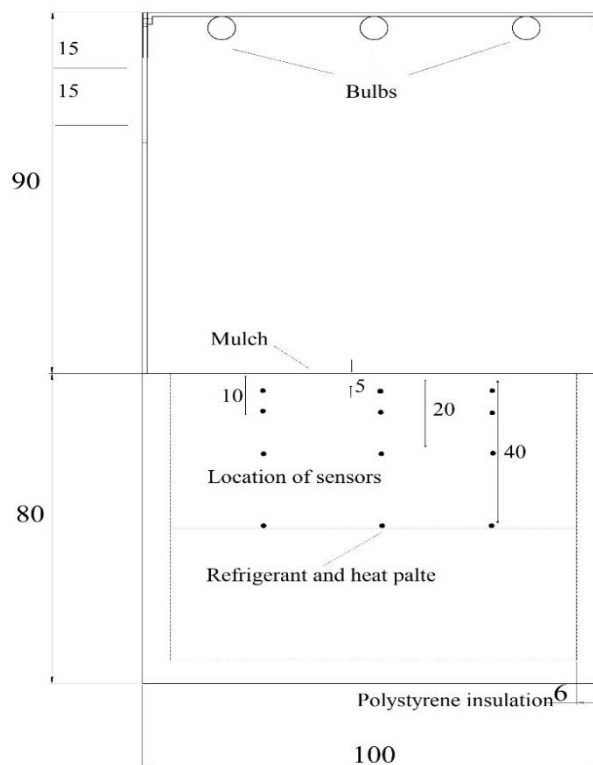 15
Bulbs
15
90
Mulch
10
5
20
40
Location of sensors
80
Refrigerant and heat palte
Polystyrene insulation
6
100